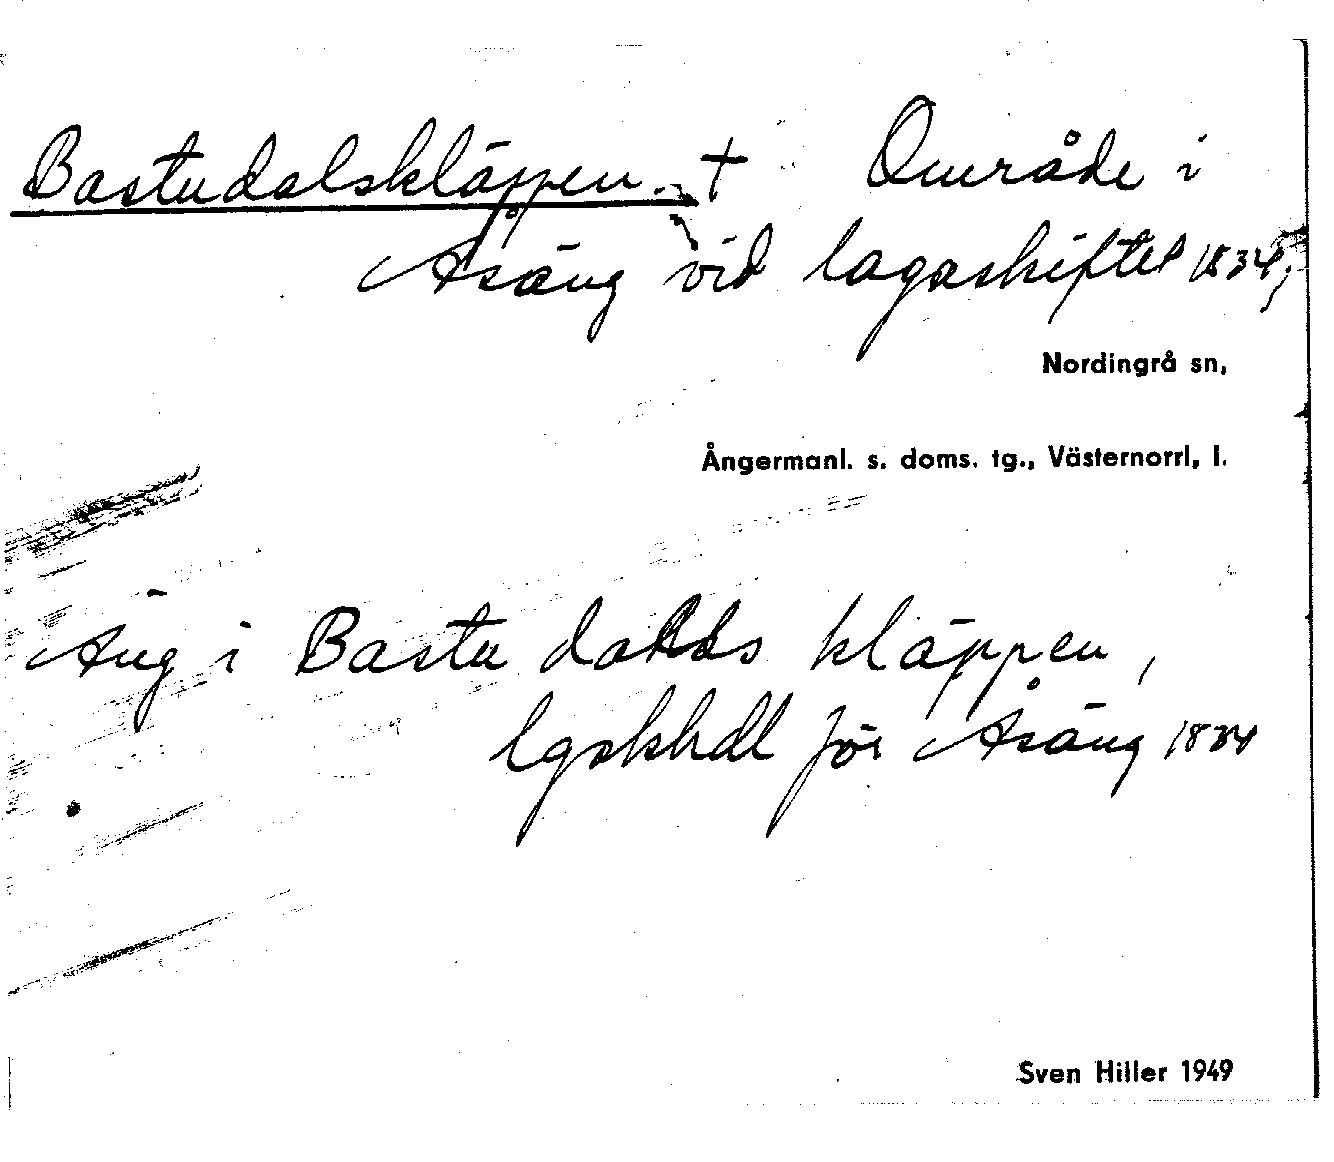 Bastudalskläppen. + Område i
Åsäng vid lagaskiftet 1834,
Nordingrå sn,
Ångermanl. s. doms. tg., Västernorrl, l.
Äng i Bastu dahls kläppen,
lgskhdl för Åsäng 1834
Sven Hiller 1949